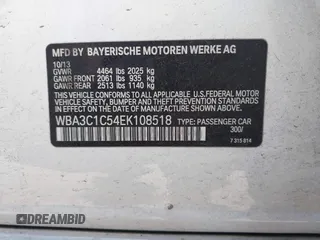 MFD BY BAYERISCHE MOTOREN WERKE AG
10/13
GVWR 4464 lbs 2025 kg
GAWR FRONT 2061 lbs 935 kg
GAWR REAR 2513 lbs 1140 kg
THIS VEHICLE CONFORMS TO ALL APPLICABLE
U.S. FEDERAL MOTOR VEHICLE SAFETY, BUMPER,
AND THEFT PREVENTION STANDARDS IN EFFECT
ON THE DATE OF MANUFACTURE SHOWN ABOVE.
WBA3C1C54EK108518 TYPE: PASSENGER CAR
300/
7 315 814
DREAMBID